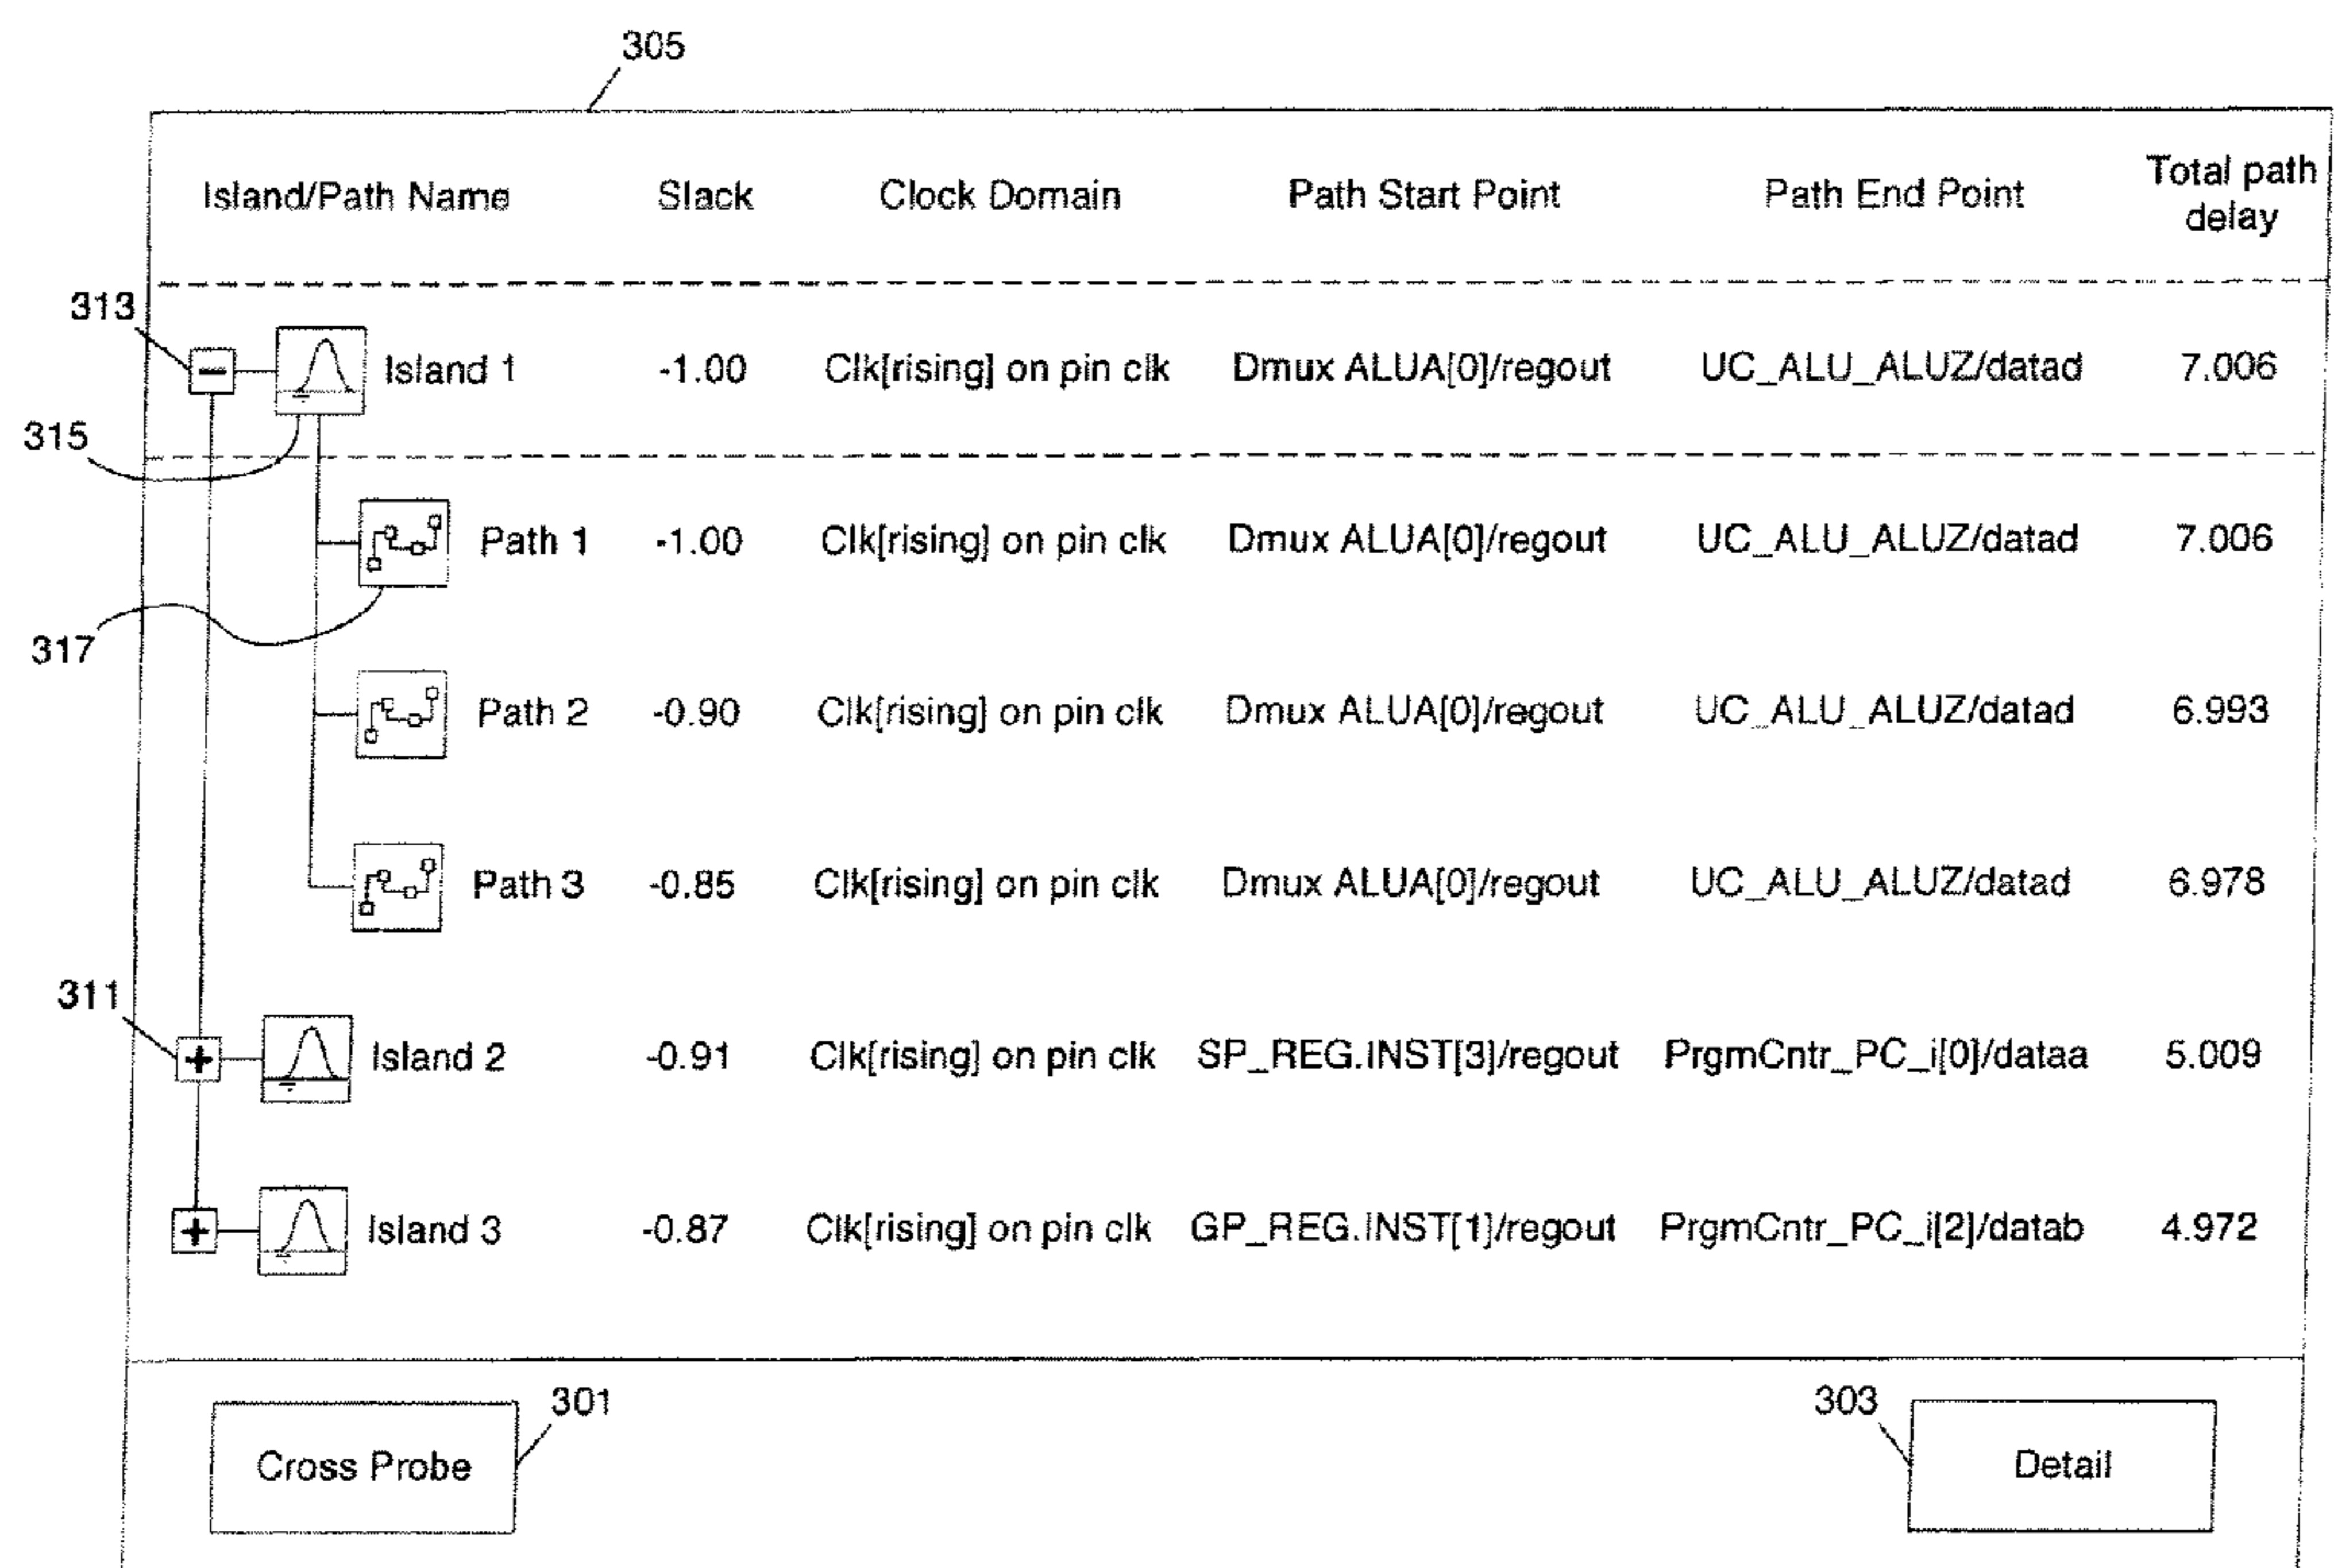 305
Island/Path Name Slack Clock Domain Path Start Point Path End Point Total path delay
313
Island 1 -1.00 Clk[rising] on pin clk Dmux ALUA[0]/regout UC_ALU_ALUZ/datad 7.006
315
Path 1 -1.00 Clk[rising] on pin clk Dmux ALUA[0]/regout UC_ALU_ALUZ/datad 7.006
317
Path 2 -0.90 Clk[rising] on pin clk Dmux ALUA[0]/regout UC_ALU_ALUZ/datad 6.993
Path 3 -0.85 Clk[rising] on pin clk Dmux ALUA[0]/regout UC_ALU_ALUZ/datad 6.978
311
+ Island 2 -0.91 Clk[rising] on pin clk SP_REG.INST[3]/regout PrgmCntr_PC_i[0]/dataa 5.009
+ Island 3 -0.87 Clk[rising] on pin clk GP_REG.INST[1]/regout PrgmCntr_PC_i[2]/datab 4.972
301
303
Cross Probe Detail